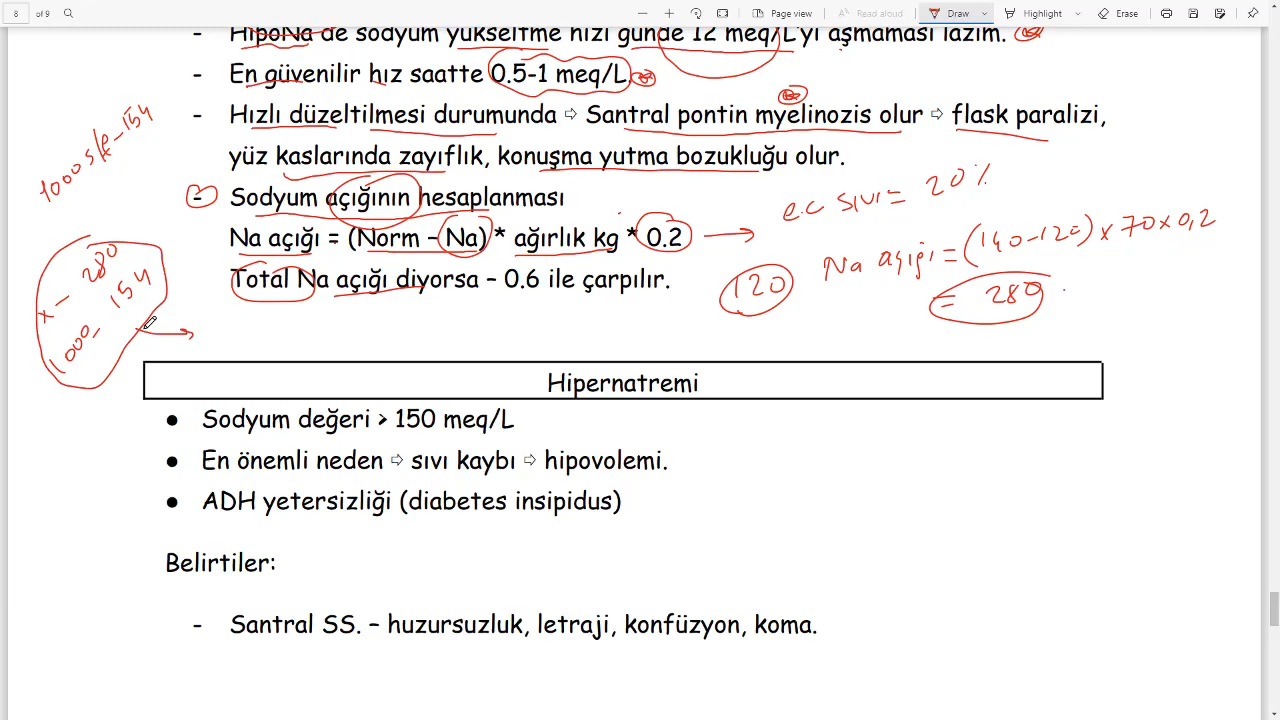 8 of 9
Page view
Read aloud
Draw
Highlight
Erase
Share
- HipoNa de sodyum yükseltme hızı günde 12 meq/L'yi aşmaması lazım.
- En güvenilir hız saatte 0.5-1 meq/L.
- Hızlı düzeltilmesi durumunda ⇨ Santral pontin myelinozis olur ⇨ flask paralizi,
yüz kaslarında zayıflık, konuşma yutma bozukluğu olur.
1000 sf - 154
- Sodyum açığının hesaplanması
e.c sıvı = 20%
Na açığı = (Norm – Na) * ağırlık kg * 0.2
Na açığı = (140-120) x 70 x 0,2
Total Na açığı diyorsa – 0.6 ile çarpılır.
120
= 280
x - 280
1000 - 154
Hipernatremi
● Sodyum değeri > 150 meq/L
● En önemli neden ⇨ sıvı kaybı ⇨ hipovolemi.
● ADH yetersizliği (diabetes insipidus)
Belirtiler:
- Santral SS. – huzursuzluk, letraji, konfüzyon, koma.